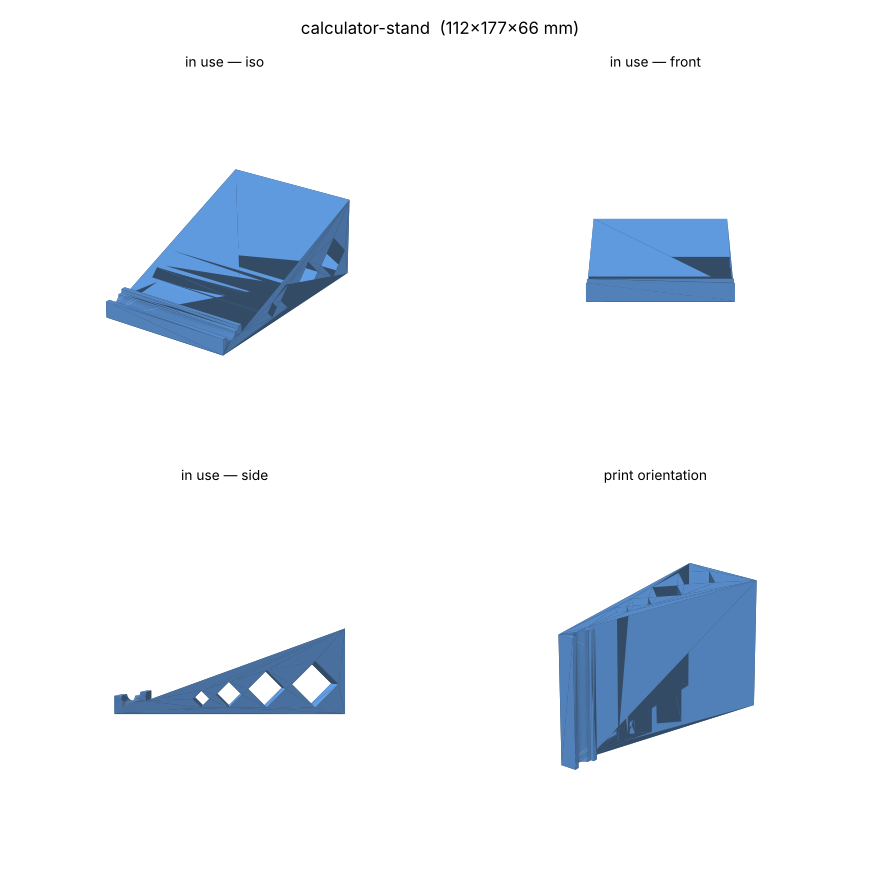 calculator-stand (112×177×66 mm)
in use — iso
in use — front
in use — side
print orientation